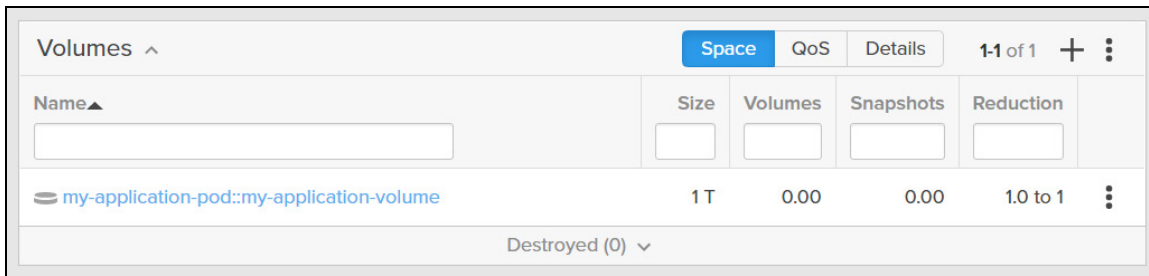 Volumes
Space QoS Details 1-1 of 1
Name Size Volumes Snapshots Reduction
my-application-pod::my-application-volume 1 T 0.00 0.00 1.0 to 1
Destroyed (0)